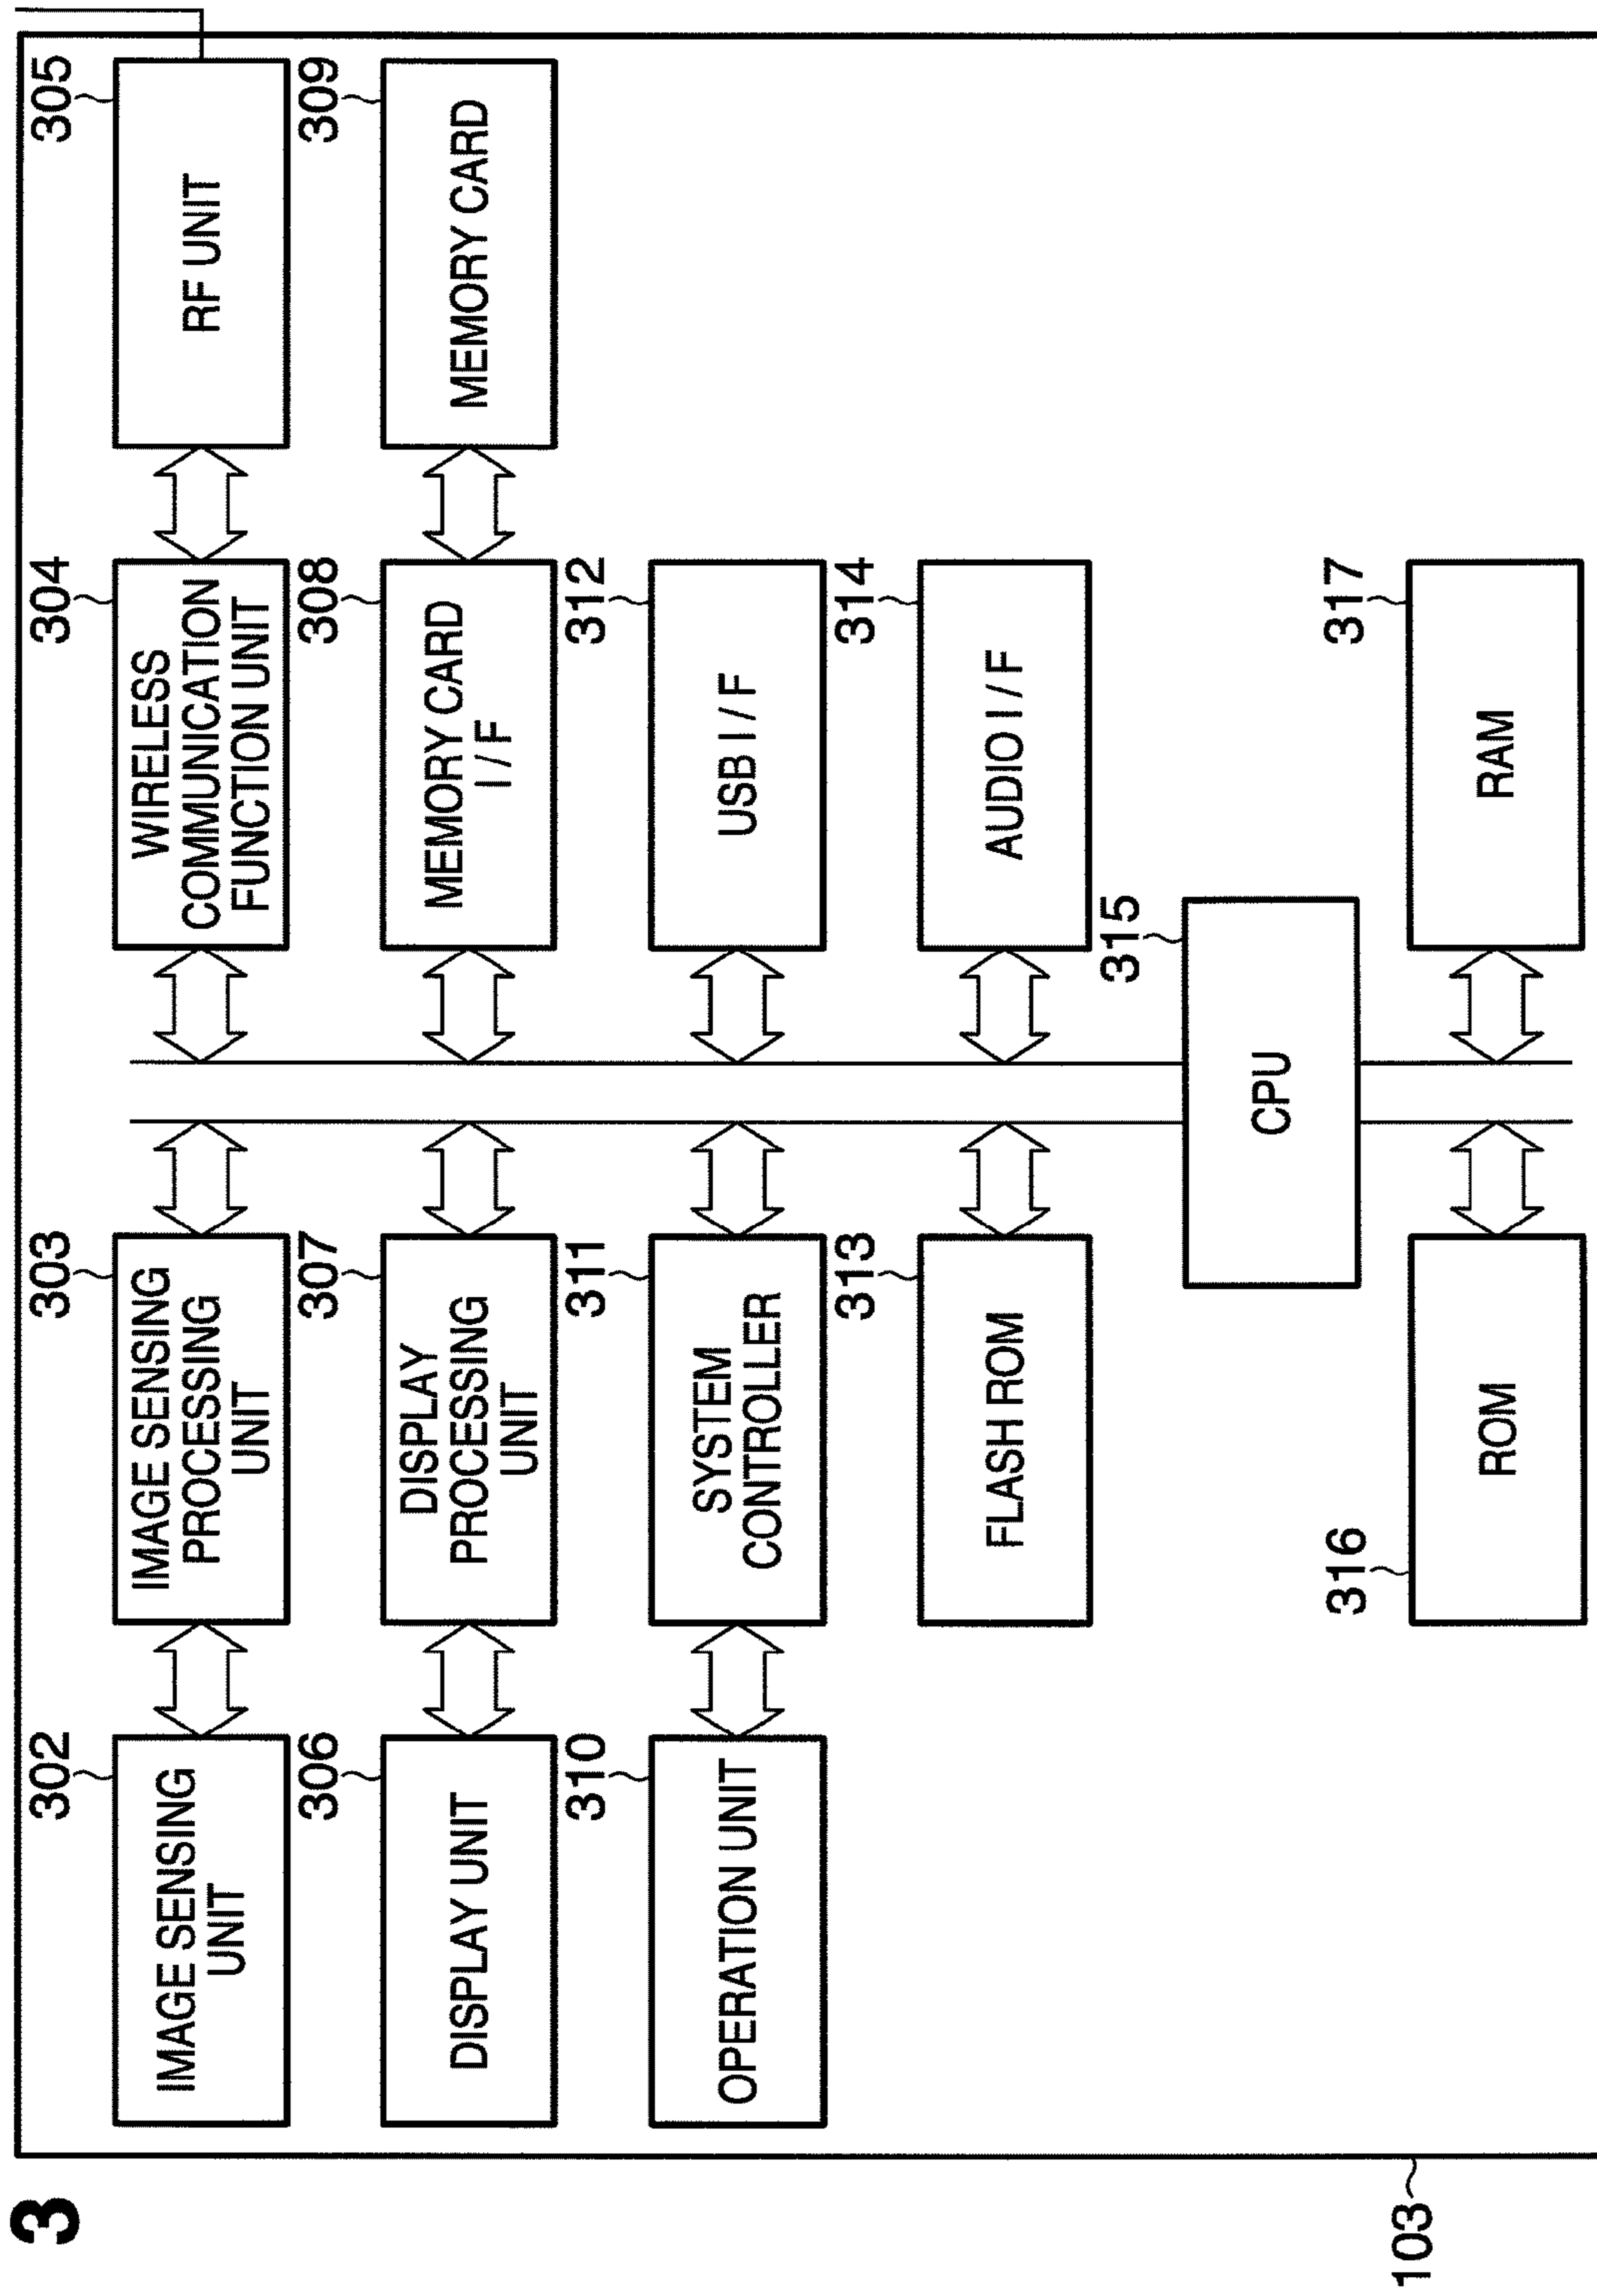 3
302
IMAGE SENSING
UNIT
303
IMAGE SENSING
PROCESSING
UNIT
304
WIRELESS
COMMUNICATION
FUNCTION UNIT
305
RF UNIT
306
DISPLAY UNIT
307
DISPLAY
PROCESSING
UNIT
308
MEMORY CARD
I / F
309
MEMORY CARD
310
OPERATION UNIT
311
SYSTEM
CONTROLLER
312
USB I / F
313
FLASH ROM
314
AUDIO I / F
315
CPU
316
ROM
317
RAM
103